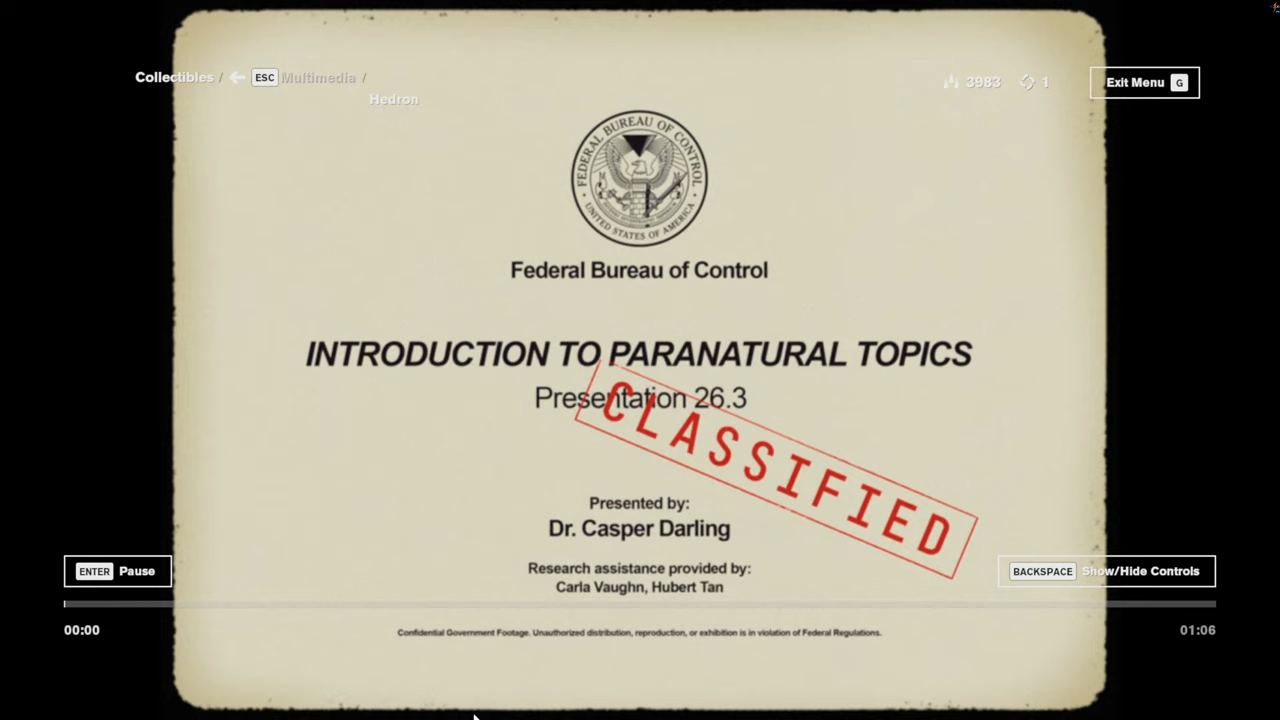 Collectibles / ESC Multimedia /
Hedron
3983 1
Exit Menu G
FEDERAL BUREAU OF CONTROL
UNITED STATES OF AMERICA
Federal Bureau of Control
INTRODUCTION TO PARANATURAL TOPICS
Presentation 26.3
CLASSIFIED
Presented by:
Dr. Casper Darling
Research assistance provided by:
Carla Vaughn, Hubert Tan
ENTER Pause
BACKSPACE Show/Hide Controls
00:00
01:06
Confidential Government Footage. Unauthorized distribution, reproduction, or exhibition is in violation of Federal Regulations.